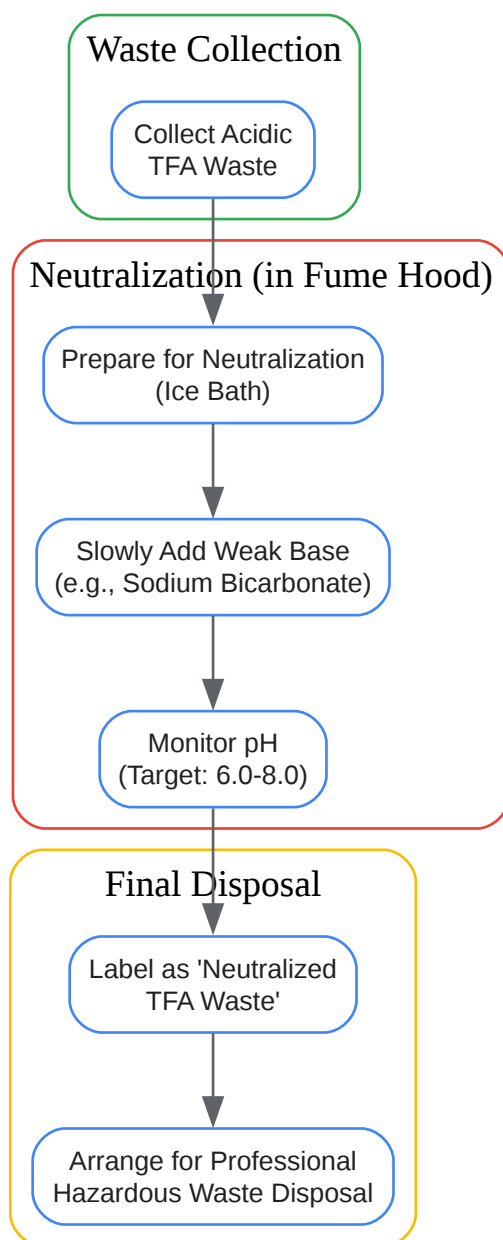 Waste Collection
Collect Acidic
TFA Waste
Neutralization (in Fume Hood)
Prepare for Neutralization
(Ice Bath)
Slowly Add Weak Base
(e.g., Sodium Bicarbonate)
Monitor pH
(Target: 6.0-8.0)
Final Disposal
Label as 'Neutralized
TFA Waste'
Arrange for Professional
Hazardous Waste Disposal